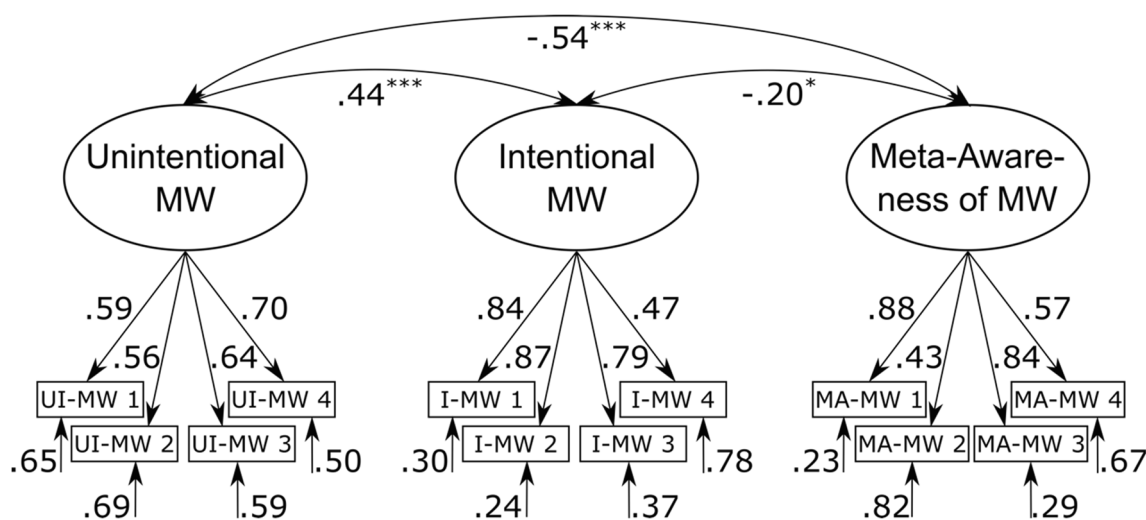 -.54***
.44***
-.20*
Unintentional
MW
Intentional
MW
Meta-Aware-
ness of MW
.59 .70 .84 .47 .88 .57
.56 .64 .87 .79 .43 .84
UI-MW 1 UI-MW 4 I-MW 1 I-MW 4 MA-MW 1 MA-MW 4
UI-MW 2 UI-MW 3 I-MW 2 I-MW 3 MA-MW 2 MA-MW 3
.65 .50 .30 .78 .23 .67
.69 .59 .24 .37 .82 .29